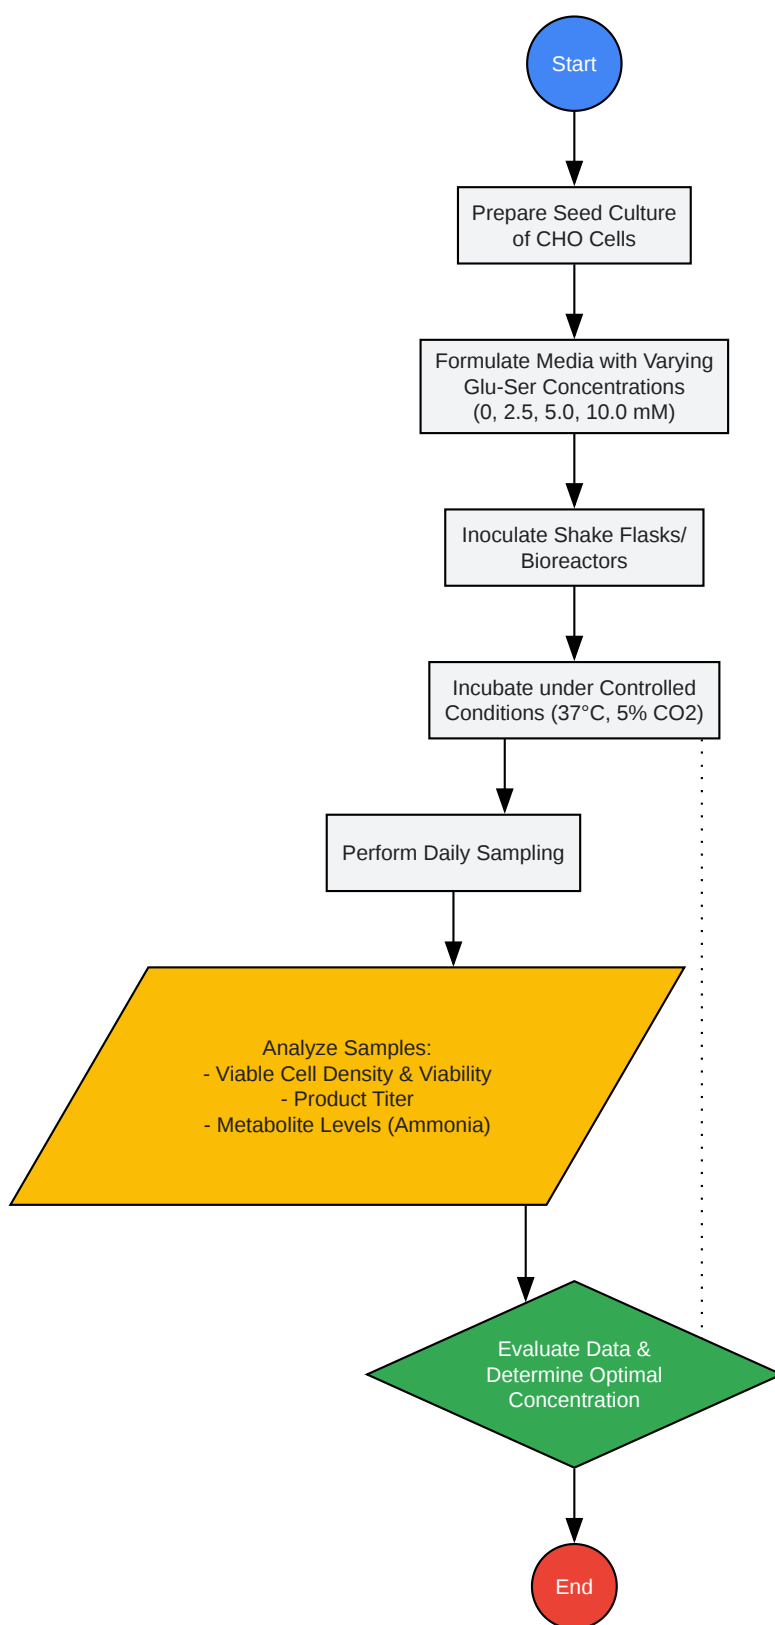 Start
Prepare Seed Culture
of CHO Cells
Formulate Media with Varying
Glu-Ser Concentrations
(0, 2.5, 5.0, 10.0 mM)
Inoculate Shake Flasks/
Bioreactors
Incubate under Controlled
Conditions (37°C, 5% CO2)
Perform Daily Sampling
Analyze Samples:
- Viable Cell Density & Viability
- Product Titer
- Metabolite Levels (Ammonia)
Evaluate Data &
Determine Optimal
Concentration
End